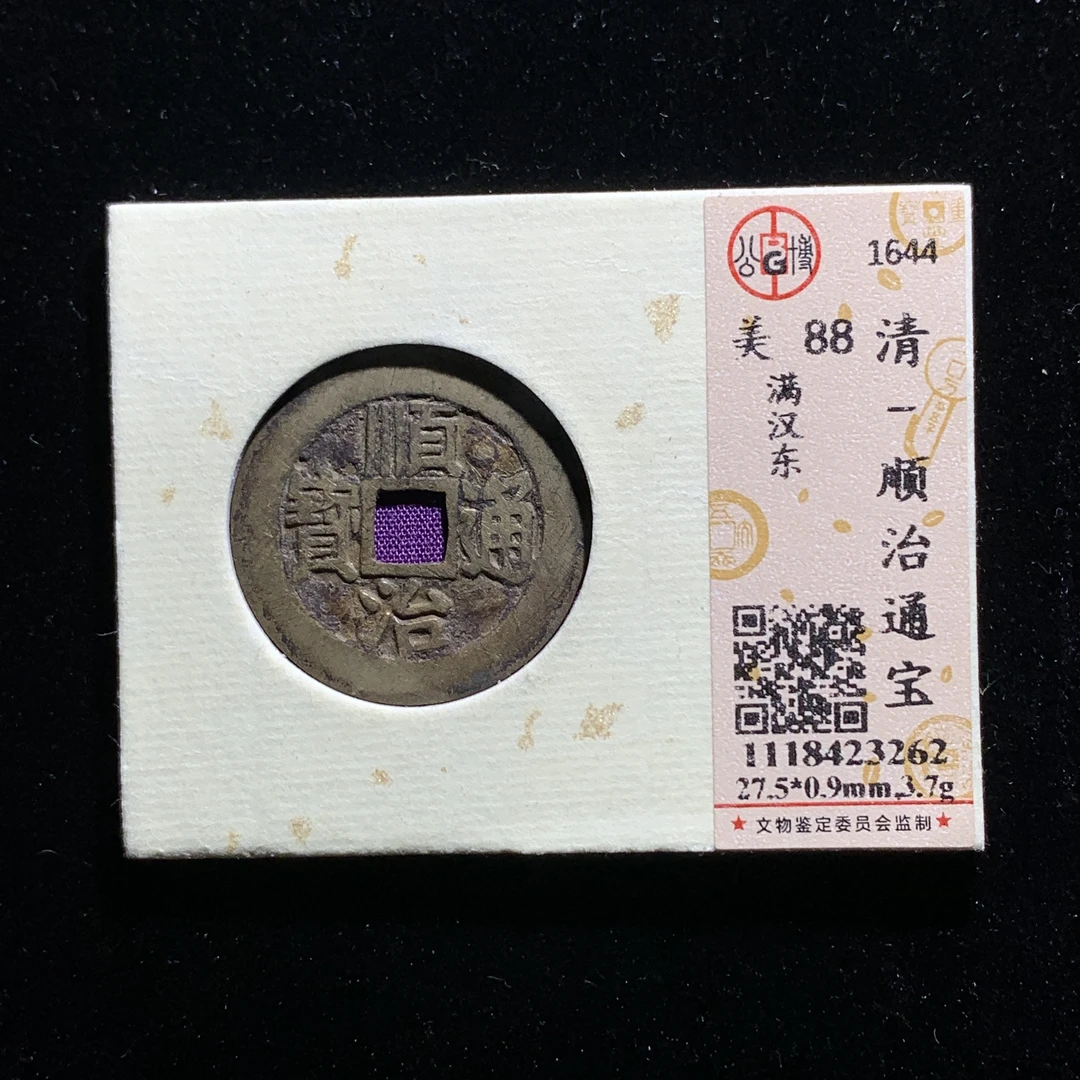 順治通寶
公博
BG
1644
美 88
满汉东
清-顺治通宝
1118423262
27.5*0.9mm,3.7g
★ 文物鉴定委员会监制 ★